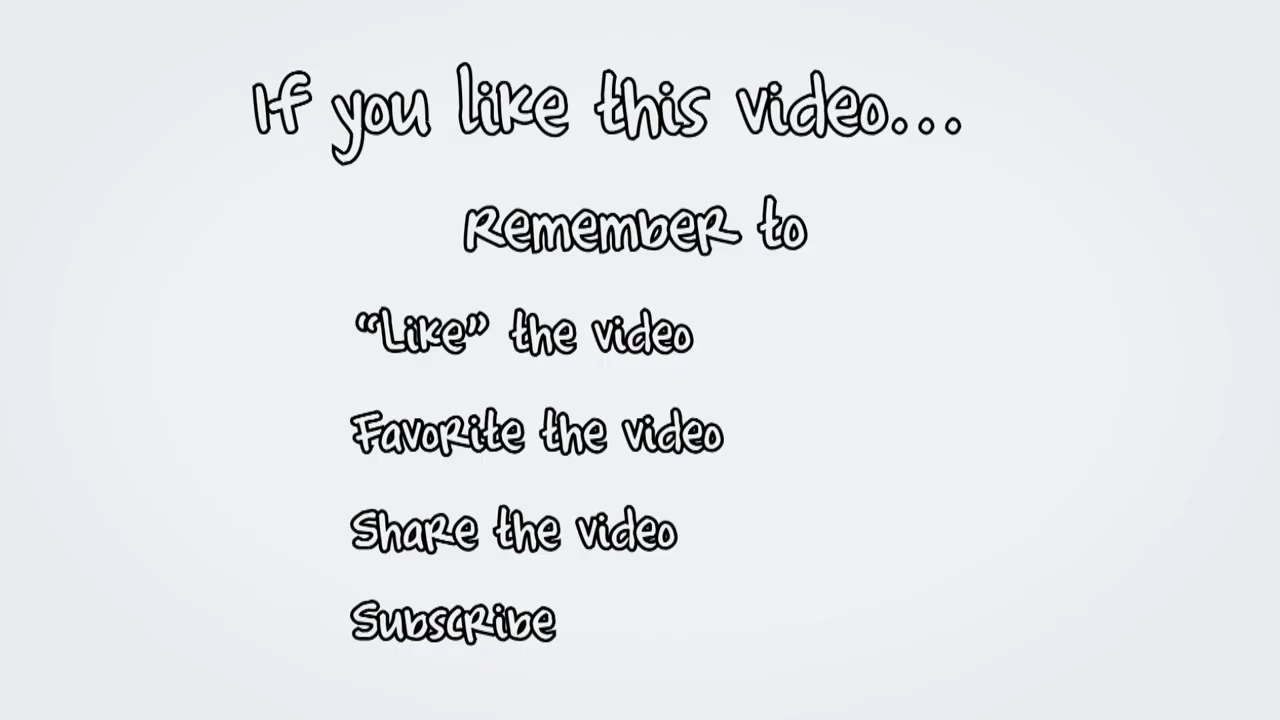 If you like this video...
Remember to
“Like” the video
Favorite the video
Share the video
Subscribe